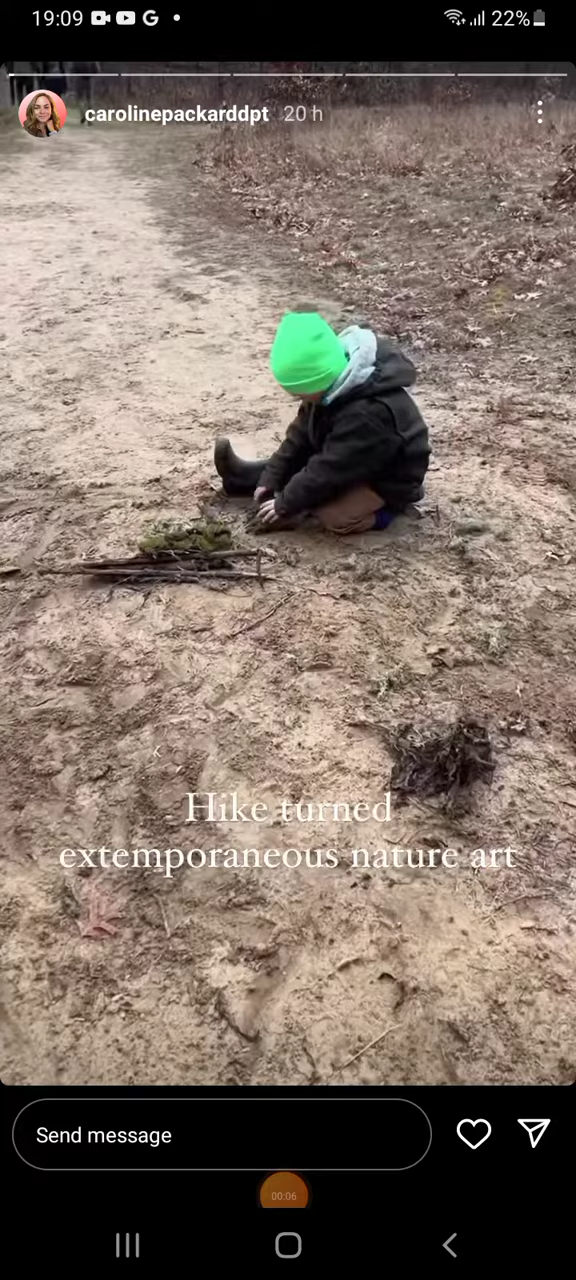 19:09
22%
carolinepackarddpt 20 h
Hike turned
extemporaneous nature art
Send message
00:06